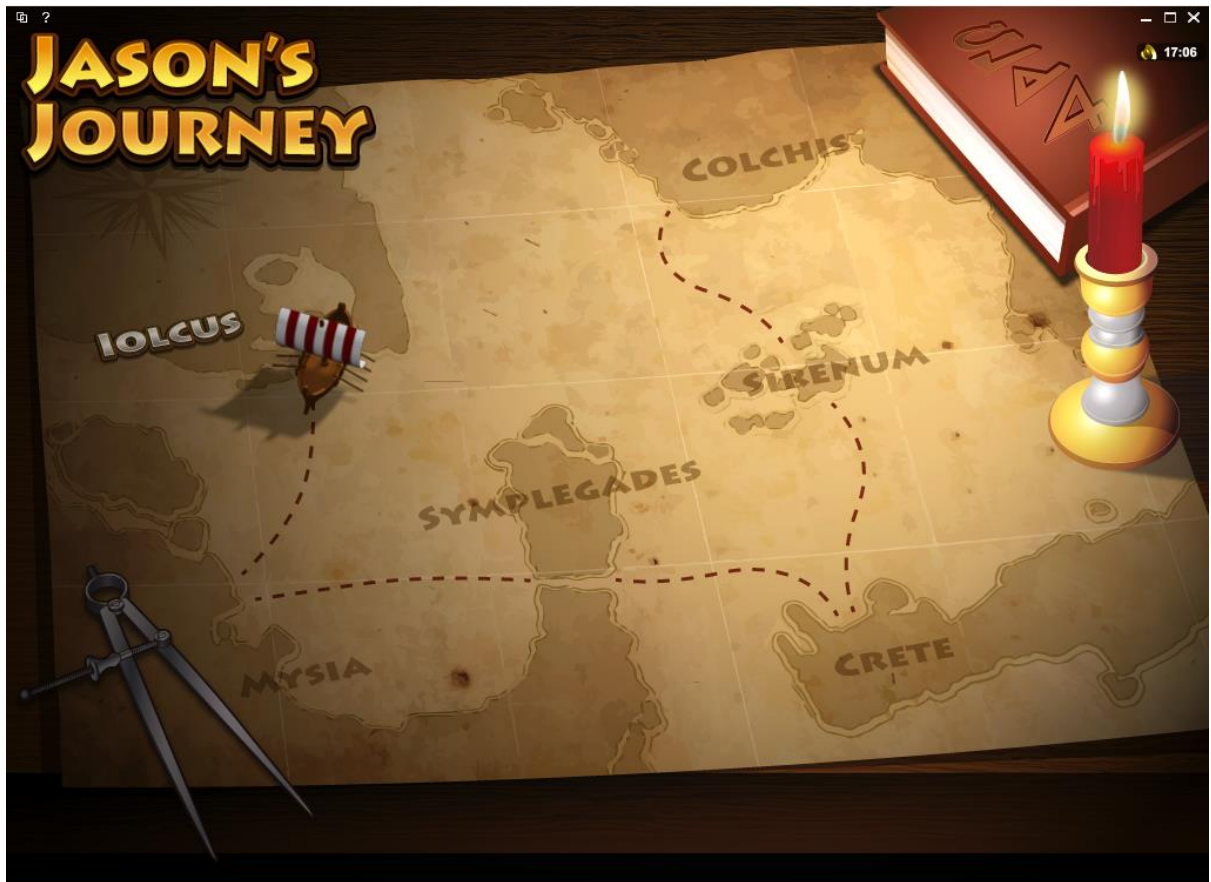 ?
17:06
JASON'S
JOURNEY
COLCHIS
IOLCUS
SIRENUM
SYMPLEGADES
CRETE
MYSIA